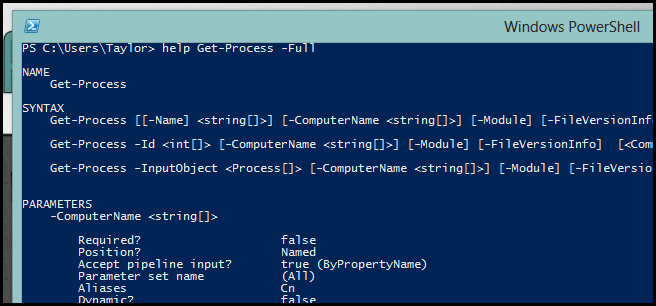 Windows PowerShell
PS C:\Users\Taylor> help Get-Process -Full
NAME
Get-Process
SYNTAX
Get-Process [[-Name] <string[]>] [-ComputerName <string[]>] [-Module] [-FileVersionInf
Get-Process -Id <int[]> [-ComputerName <string[]>] [-Module] [-FileVersionInfo] [<Com
Get-Process -InputObject <Process[]> [-ComputerName <string[]>] [-Module] [-FileVersio
PARAMETERS
-ComputerName <string[]>
Required? false
Position? Named
Accept pipeline input? true (ByPropertyName)
Parameter set name (All)
Aliases Cn
Dynamic? false